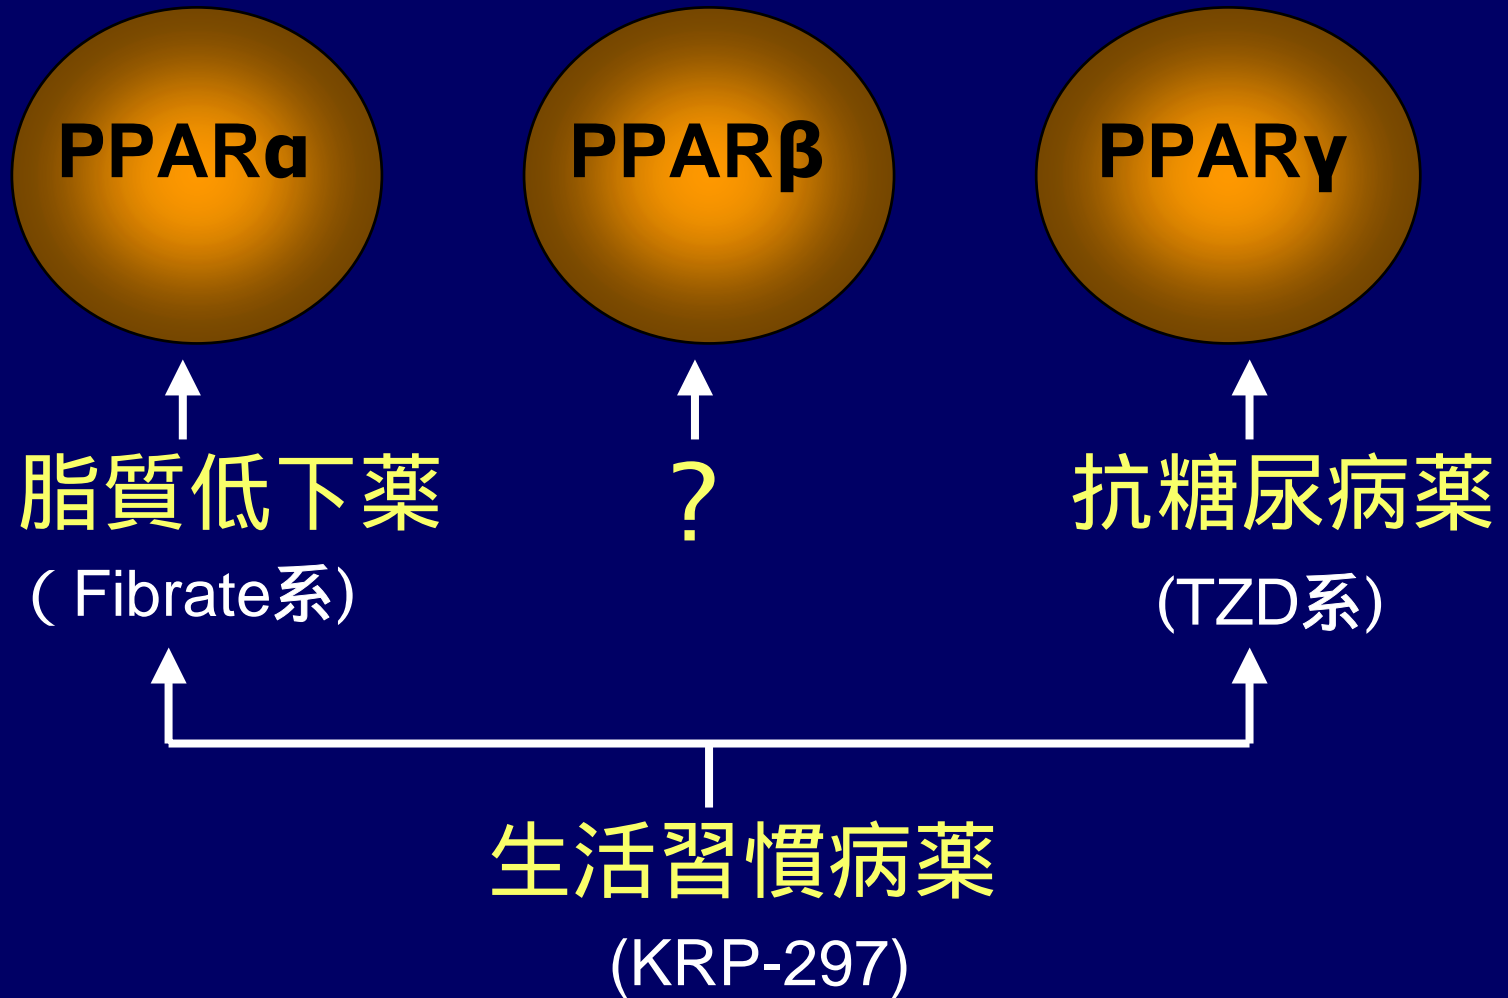 PPARα
PPARβ
PPARγ
脂質低下薬
?
抗糖尿病薬
(Fibrate系)
(TZD系)
生活習慣病薬
(KRP-297)